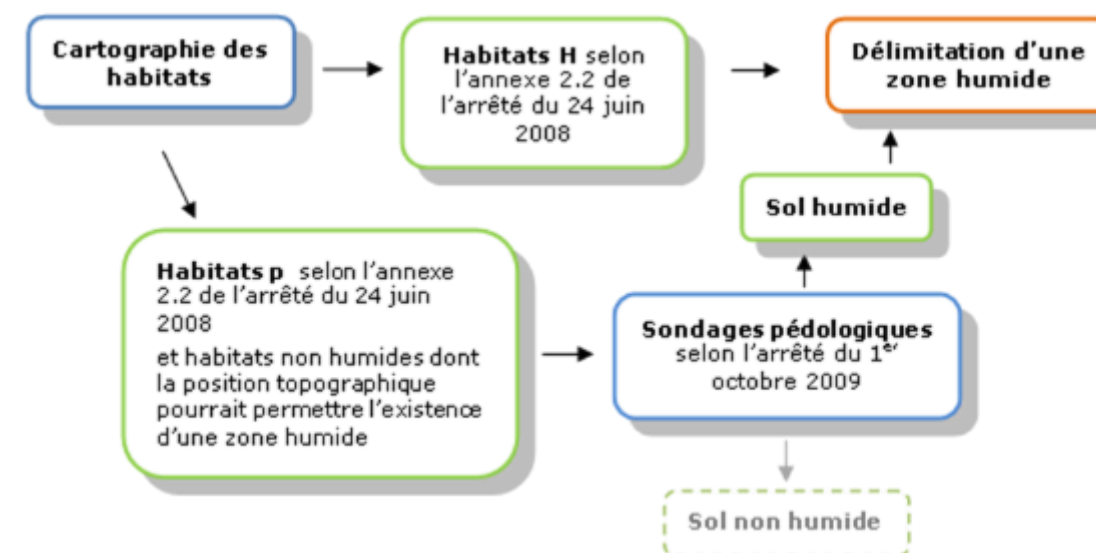 Cartographie des
habitats
Habitats H selon
l'annexe 2.2 de
l'arrêté du 24 juin
2008
Délimitation d'une
zone humide
Sol humide
Habitats p selon l'annexe
2.2 de l'arrêté du 24 juin
2008
et habitats non humides dont
la position topographique
pourrait permettre l'existence
d'une zone humide
Sondages pédologiques
selon l'arrêté du 1er
octobre 2009
Sol non humide